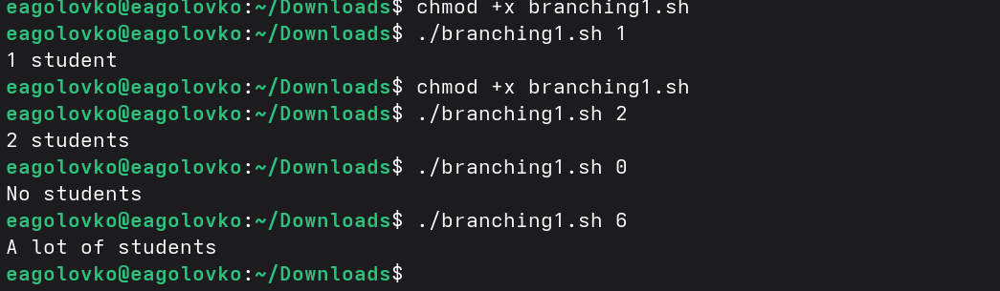 eagolovko@eagolovko:~/Downloads$ chmod +x branching1.sh
eagolovko@eagolovko:~/Downloads$ ./branching1.sh 1
1 student
eagolovko@eagolovko:~/Downloads$ chmod +x branching1.sh
eagolovko@eagolovko:~/Downloads$ ./branching1.sh 2
2 students
eagolovko@eagolovko:~/Downloads$ ./branching1.sh 0
No students
eagolovko@eagolovko:~/Downloads$ ./branching1.sh 6
A lot of students
eagolovko@eagolovko:~/Downloads$